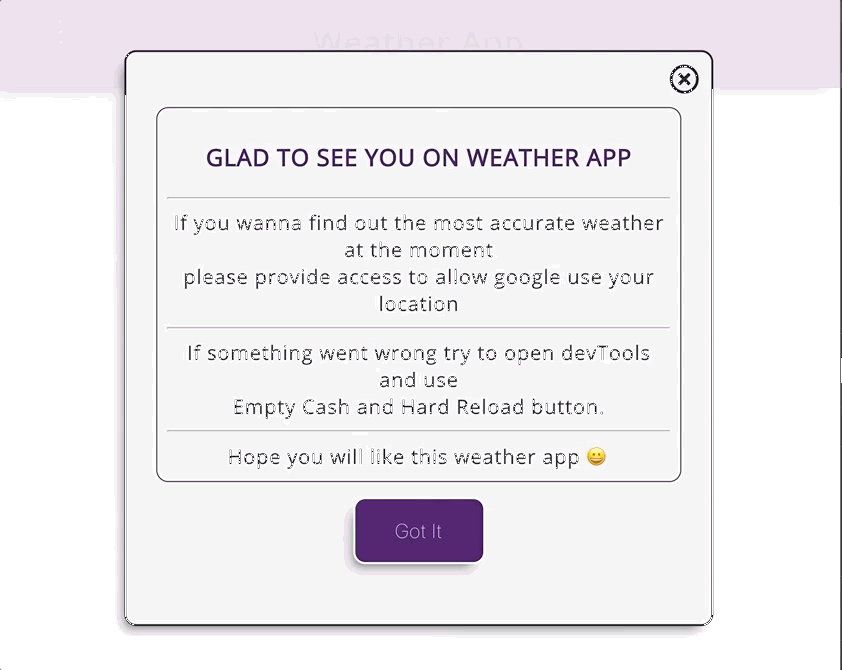 Weather App
GLAD TO SEE YOU ON WEATHER APP
If you wanna find out the most accurate weather
at the moment
please provide access to allow google use your
location
If something went wrong try to open devTools
and use
Empty Cash and Hard Reload button.
Hope you will like this weather app 😀
Got It